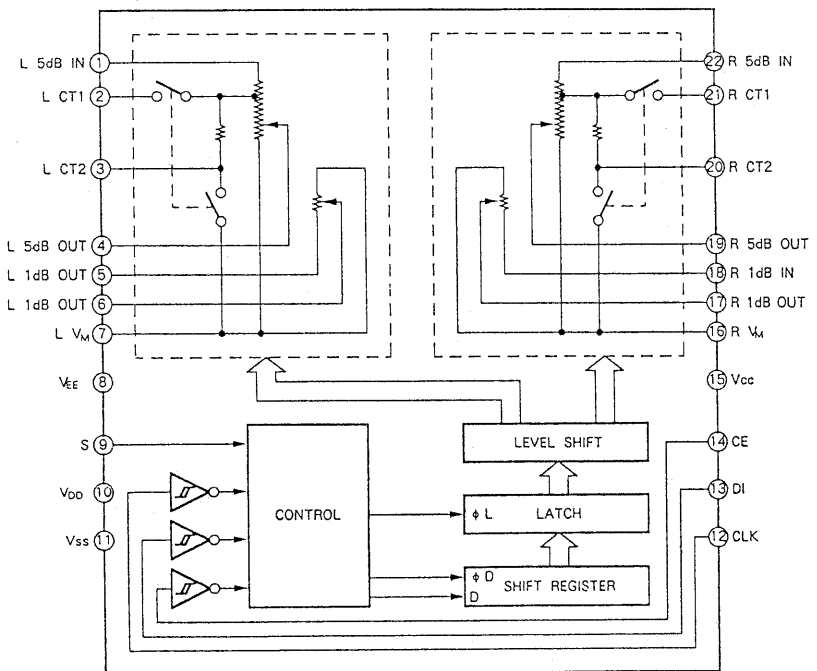 L 5dB IN 1
L CT1 2
L CT2 3
L 5dB OUT 4
L 1dB OUT 5
L 1dB OUT 6
L VM 7
VEE 8
S 9
VDD 10
VSS 11
22 R 5dB IN
21 R CT1
20 R CT2
19 R 5dB OUT
18 R 1dB IN
17 R 1dB OUT
16 R VM
15 Vcc
14 CE
13 DI
12 CLK
CONTROL
LEVEL SHIFT
ϕ L LATCH
ϕ D SHIFT REGISTER
D